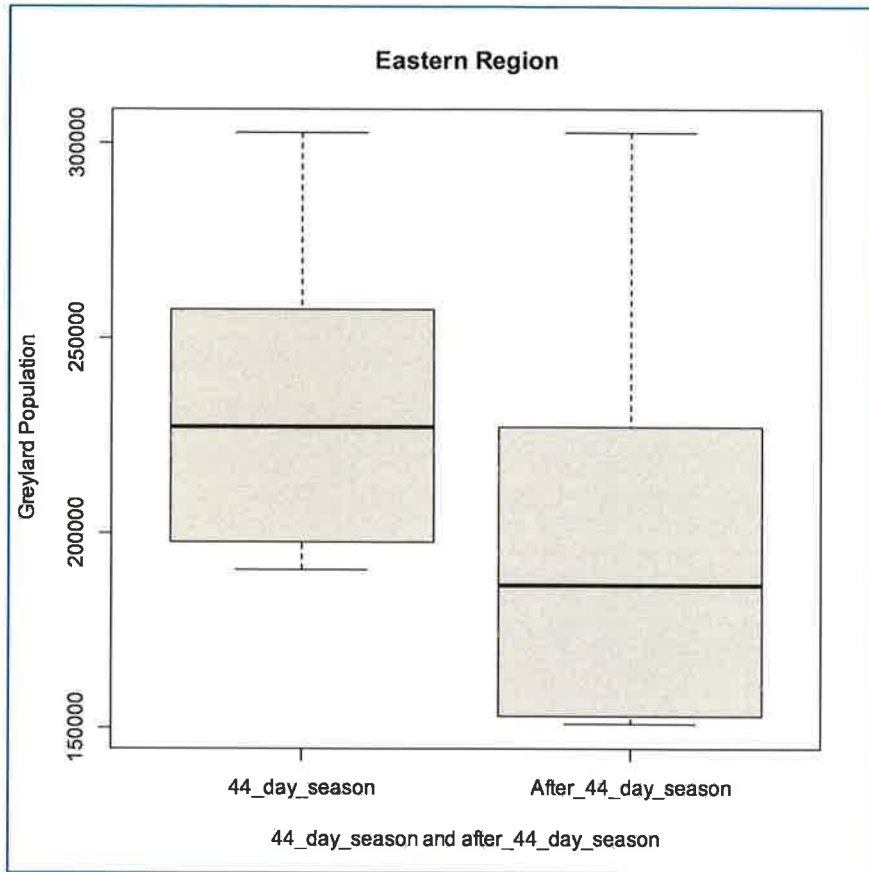 Eastern Region
Greylard Population
300000
250000
200000
150000
44_day_season After_44_day_season
44_day_season and after_44_day_season